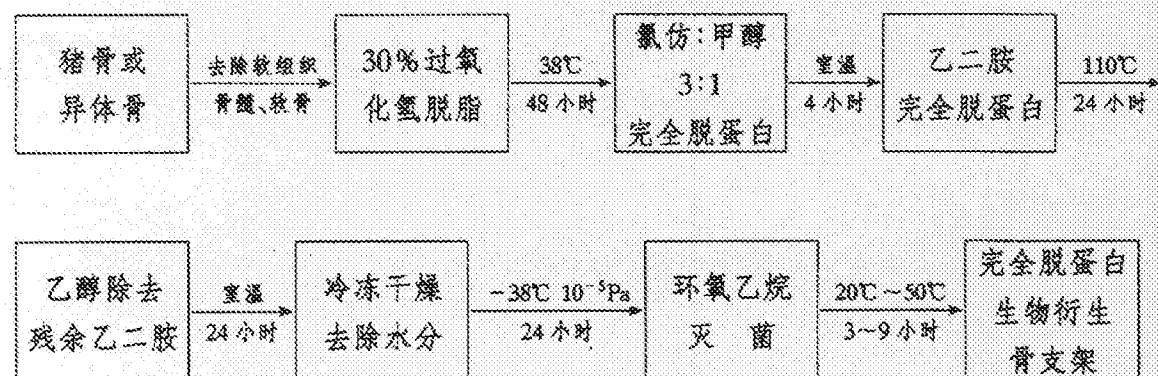 猪骨或
异体骨
去除软组织
骨髓、软骨
30%过氧
化氢脱脂
38℃
48小时
氯仿:甲醇
3:1
完全脱蛋白
室温
4小时
乙二胺
完全脱蛋白
110℃
24小时
乙醇除去
残余乙二胺
室温
24小时
冷冻干燥
去除水分
-38℃ 10⁻⁵Pa
24小时
环氧乙烷
灭 菌
20℃~50℃
3~9小时
完全脱蛋白
生物衍生
骨支架